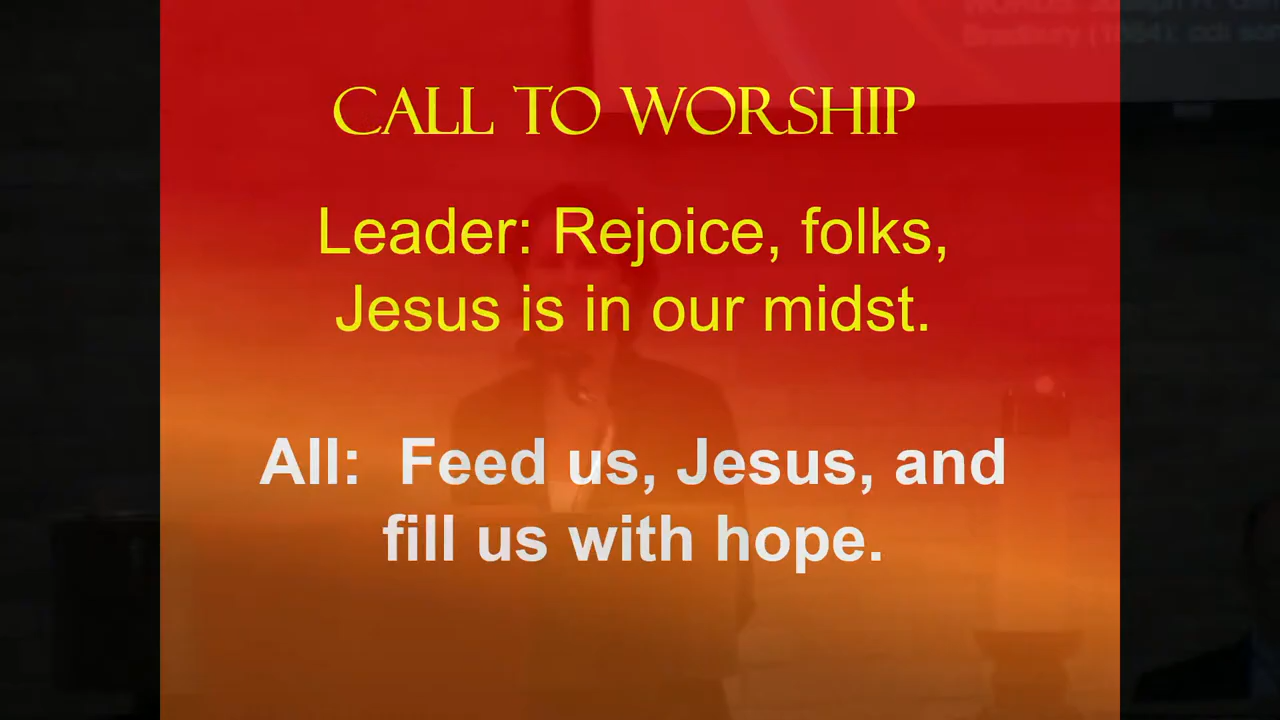 CALL TO WORSHIP
Leader: Rejoice, folks,
Jesus is in our midst.
All: Feed us, Jesus, and
fill us with hope.